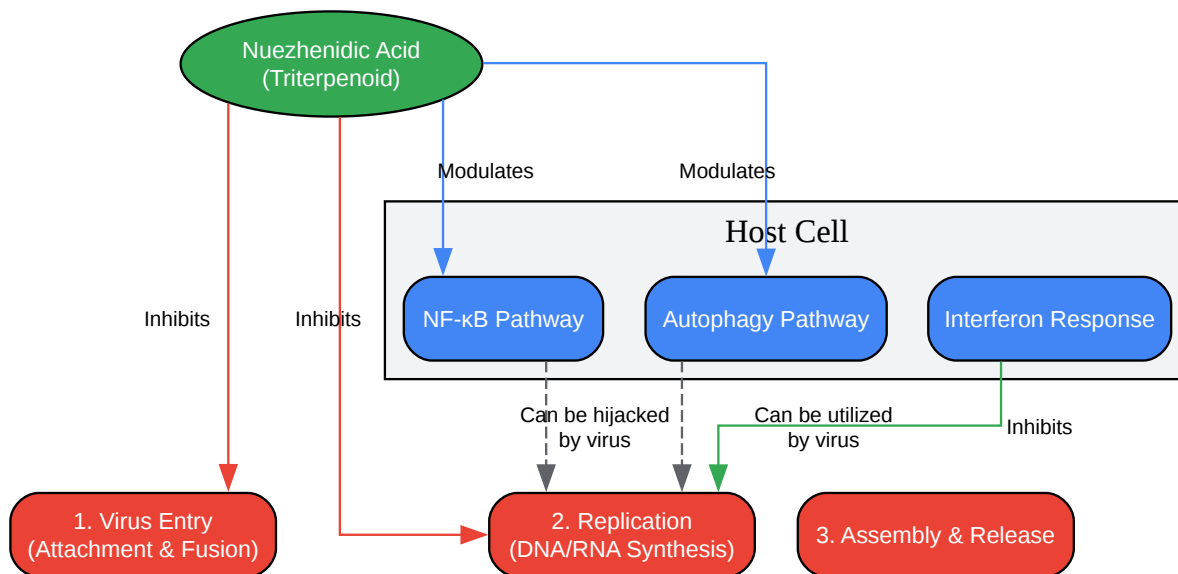 Nuezhenidic Acid
(Triterpenoid)
Modulates
Modulates
Host Cell
Inhibits
Inhibits
NF-κB Pathway
Autophagy Pathway
Interferon Response
Can be hijacked
by virus
Can be utilized
by virus
Inhibits
1. Virus Entry
(Attachment & Fusion)
2. Replication
(DNA/RNA Synthesis)
3. Assembly & Release